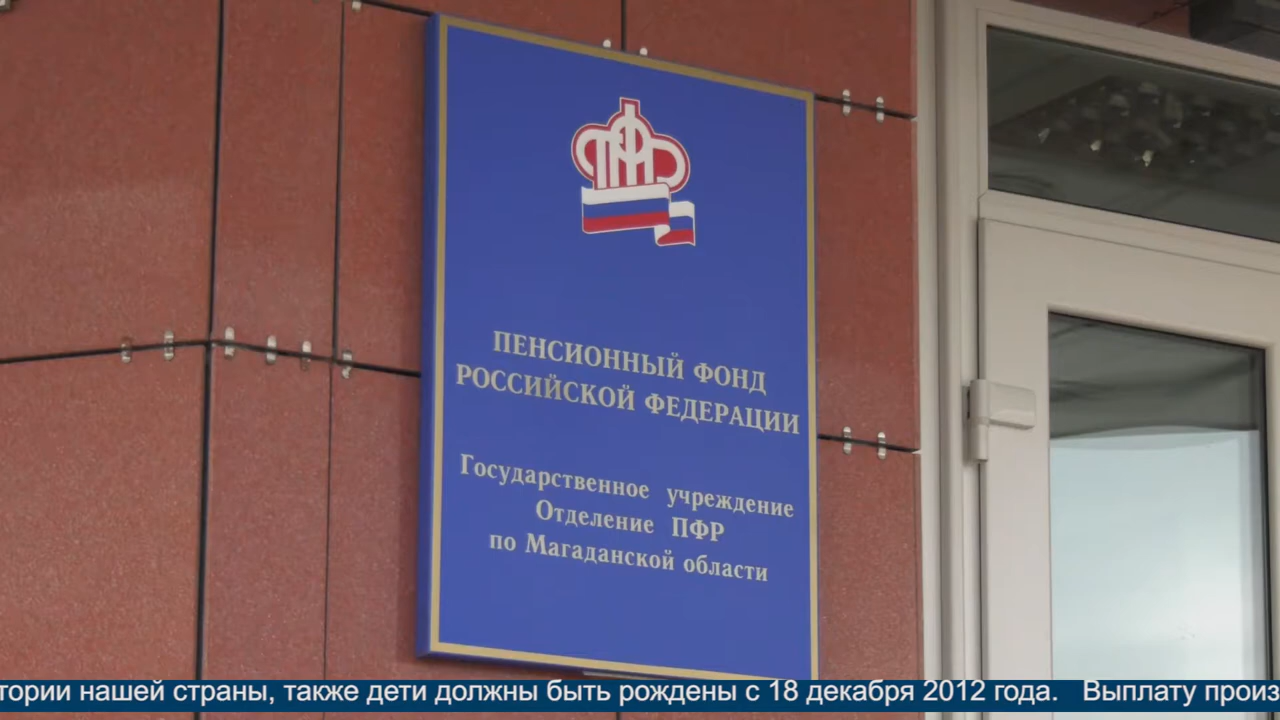 ПЕНСИОННЫЙ ФОНД
РОССИЙСКОЙ ФЕДЕРАЦИИ
Государственное учреждение
Отделение ПФР
по Магаданской области
тории нашей страны, также дети должны быть рождены с 18 декабря 2012 года. Выплату произ